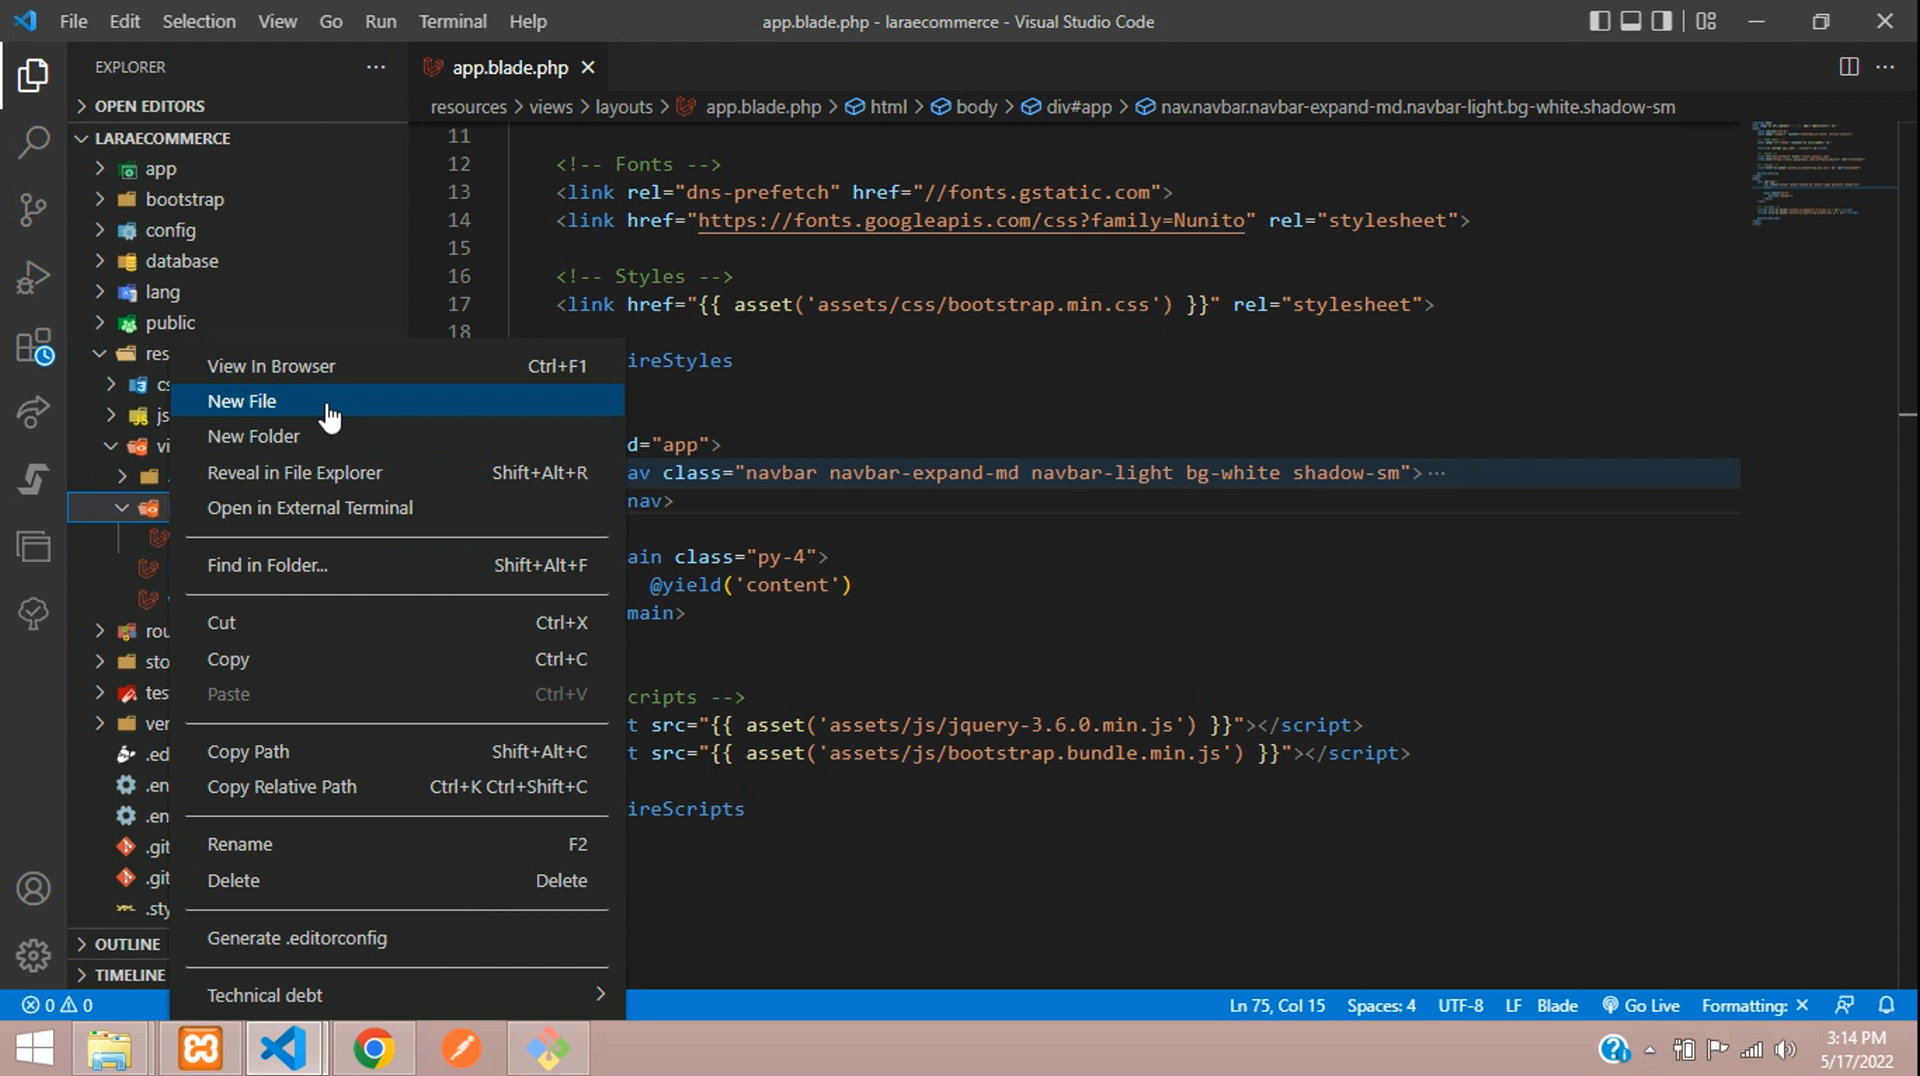 File Edit Selection View Go Run Terminal Help
app.blade.php - laraecommerce - Visual Studio Code
EXPLORER
OPEN EDITORS
LARAECOMMERCE
app
bootstrap
config
database
lang
public
res
cs
js
vi
rou
sto
tes
ver
.ed
.en
.en
.git
.git
.sty
OUTLINE
TIMELINE
View In Browser Ctrl+F1
New File
New Folder
Reveal in File Explorer Shift+Alt+R
Open in External Terminal
Find in Folder... Shift+Alt+F
Cut Ctrl+X
Copy Ctrl+C
Paste Ctrl+V
Copy Path Shift+Alt+C
Copy Relative Path Ctrl+K Ctrl+Shift+C
Rename F2
Delete Delete
Generate .editorconfig
Technical debt
app.blade.php
resources > views > layouts > app.blade.php > html > body > div#app > nav.navbar.navbar-expand-md.navbar-light.bg-white.shadow-sm
11
12 <!-- Fonts -->
13 <link rel="dns-prefetch" href="//fonts.gstatic.com">
14 <link href="https://fonts.googleapis.com/css?family=Nunito" rel="stylesheet">
15
16 <!-- Styles -->
17 <link href="{{ asset('assets/css/bootstrap.min.css') }}" rel="stylesheet">
18
ireStyles
d="app">
av class="navbar navbar-expand-md navbar-light bg-white shadow-sm">···
nav>
ain class="py-4">
@yield('content')
main>
cripts -->
t src="{{ asset('assets/js/jquery-3.6.0.min.js') }}"></script>
t src="{{ asset('assets/js/bootstrap.bundle.min.js') }}"></script>
ireScripts
0 0
Ln 75, Col 15 Spaces: 4 UTF-8 LF Blade Go Live Formatting: ×
3:14 PM
5/17/2022